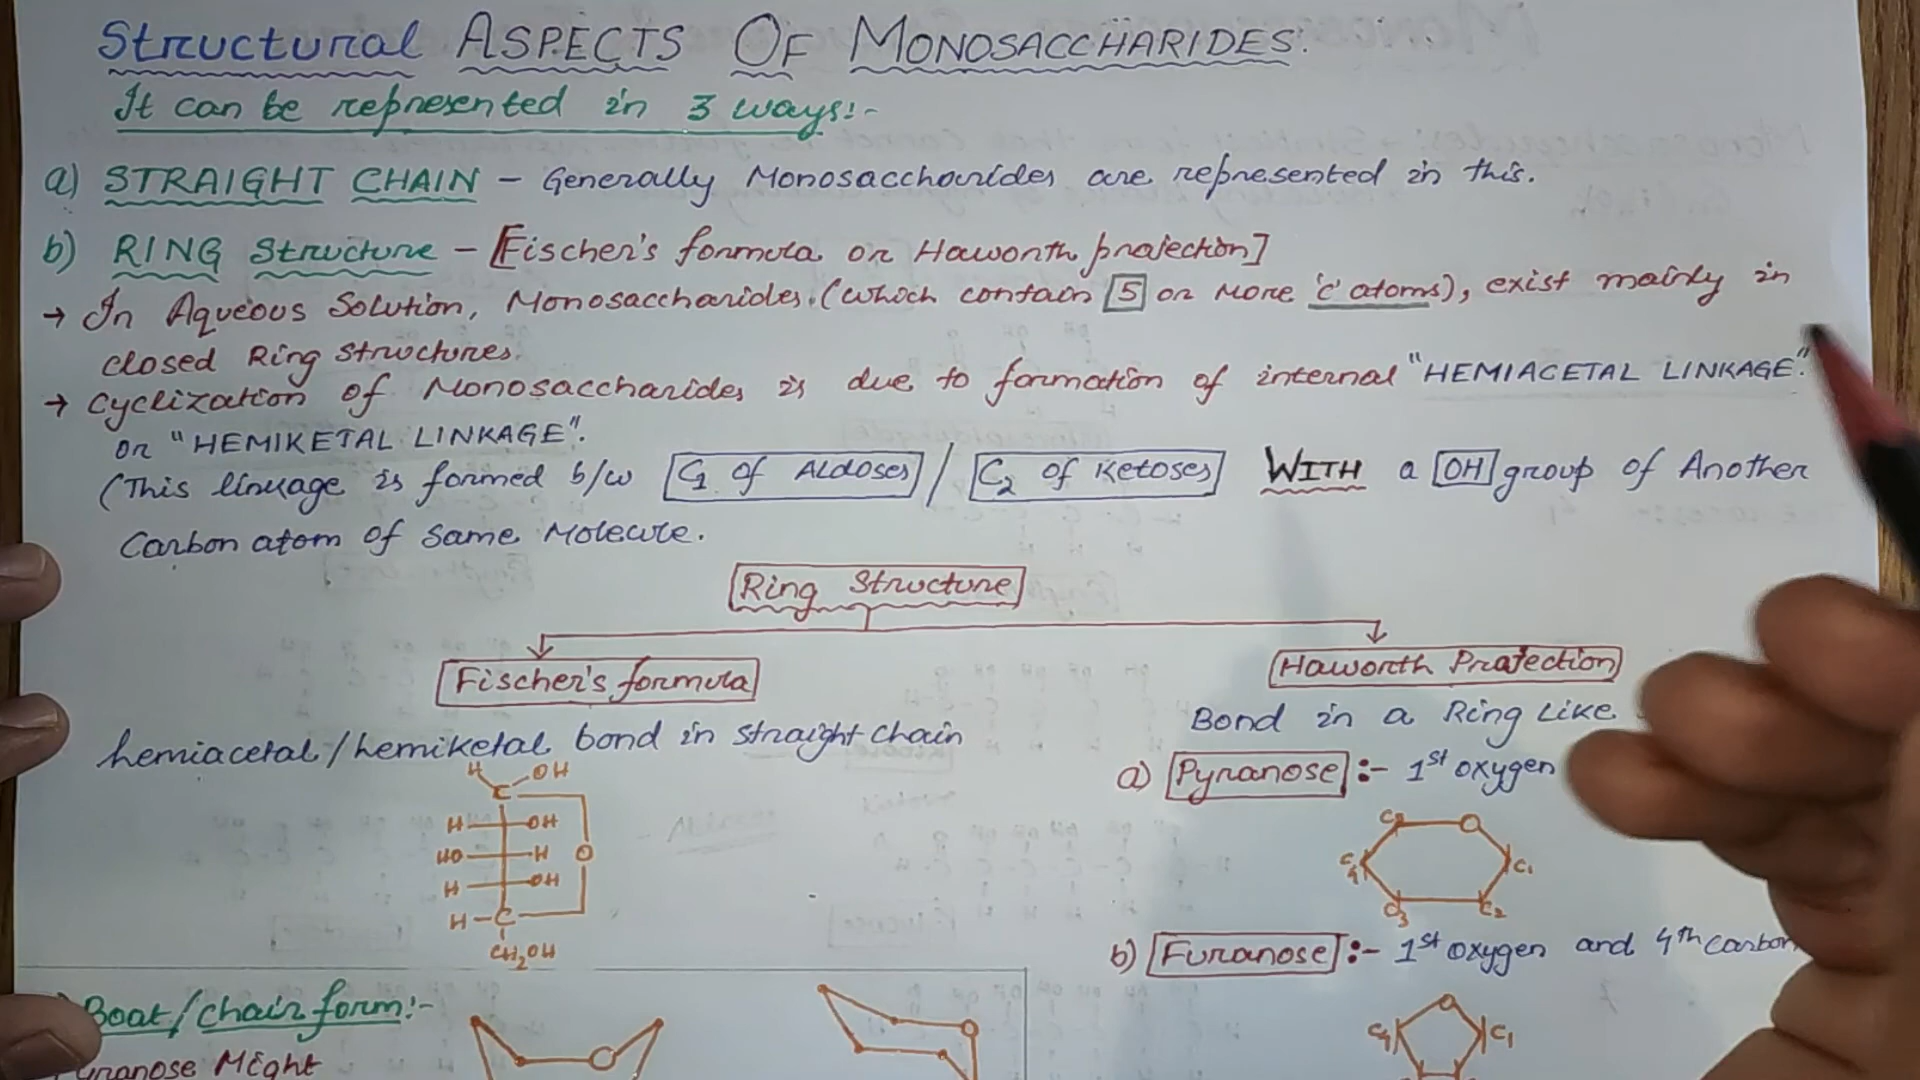 Structural ASPECTS OF MONOSACCHARIDES:
It can be represented in 3 ways:-
a) STRAIGHT CHAIN - Generally Monosaccharides are represented in this.
b) RING Structure - [Fischer's formula or Haworth projection]
→ In Aqueous Solution, Monosaccharides (which contain 5 or more 'c' atoms), exist mainly in
closed Ring structures.
→ Cyclization of Monosaccharides is due to formation of internal "HEMIACETAL LINKAGE"
or "HEMIKETAL LINKAGE".
(This linkage is formed b/w C1 of Aldoses / C2 of Ketoses WITH a OH group of Another
Carbon atom of same Molecule.
Ring Structure
Fischer's formula
Haworth Projection
hemiacetal/hemiketal bond in straight chain
H OH
C
H OH
HO H O
H OH
H-C
CH2OH
Bond in a Ring Like
a) Pyranose :- 1st oxygen
O
C4 C1
C3 C2
b) Furanose :- 1st oxygen and 4th carbon
C4 C1
Boat/chair form:-
Pyranose Might